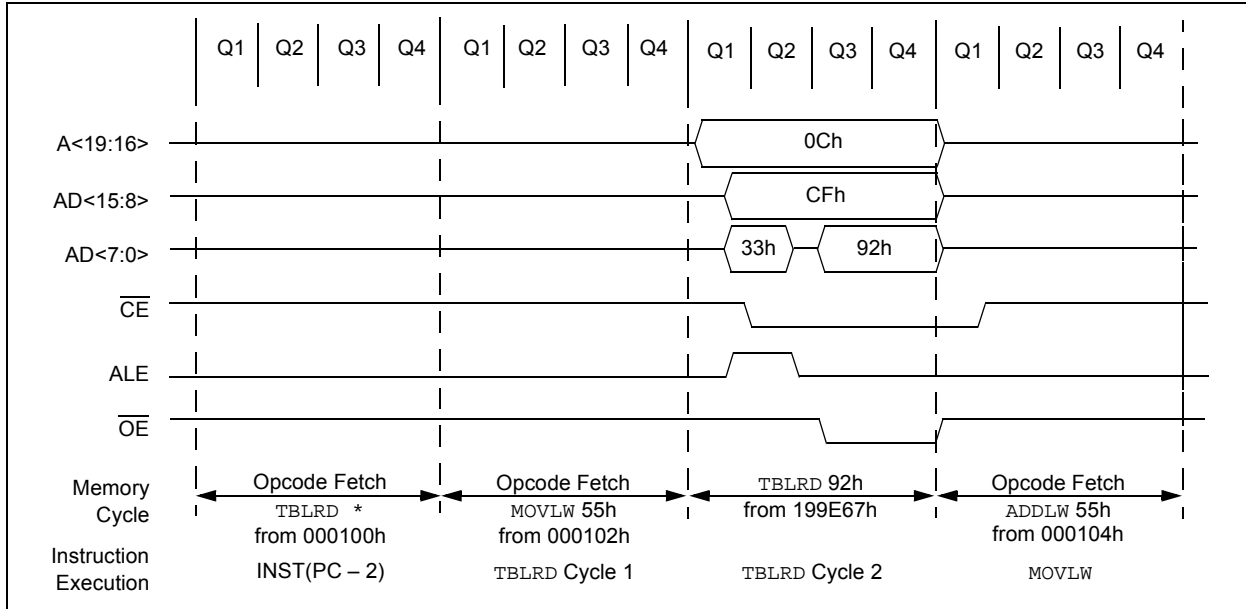 Q1 Q2 Q3 Q4 Q1 Q2 Q3 Q4 Q1 Q2 Q3 Q4 Q1 Q2 Q3 Q4
A<19:16> 0Ch
AD<15:8> CFh
AD<7:0> 33h 92h
CE
ALE
OE
Memory Cycle
Opcode Fetch
TBLRD *
from 000100h
Opcode Fetch
MOVLW 55h
from 000102h
TBLRD 92h
from 199E67h
Opcode Fetch
ADDLW 55h
from 000104h
Instruction Execution
INST(PC – 2)
TBLRD Cycle 1
TBLRD Cycle 2
MOVLW